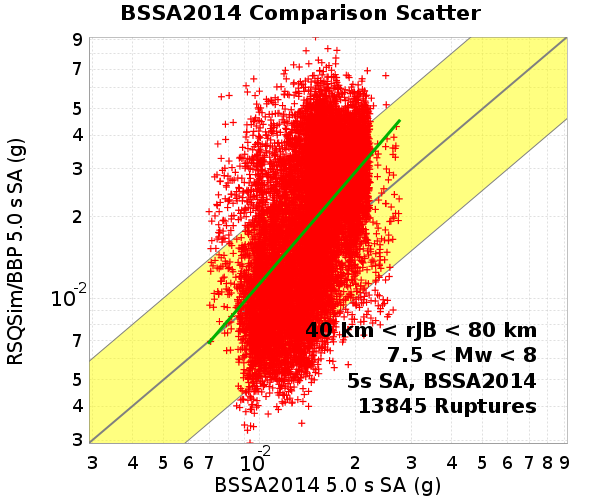 BSSA2014 Comparison Scatter
RSQSim/BBP 5.0 s SA (g)
9
7
5
4
3
2
10-2
7
5
4
3
40 km < rJB < 80 km
7.5 < Mw < 8
5s SA, BSSA2014
13845 Ruptures
3 4 5 6 7 10-2 2 3 4 5 6 7 8 9
BSSA2014 5.0 s SA (g)